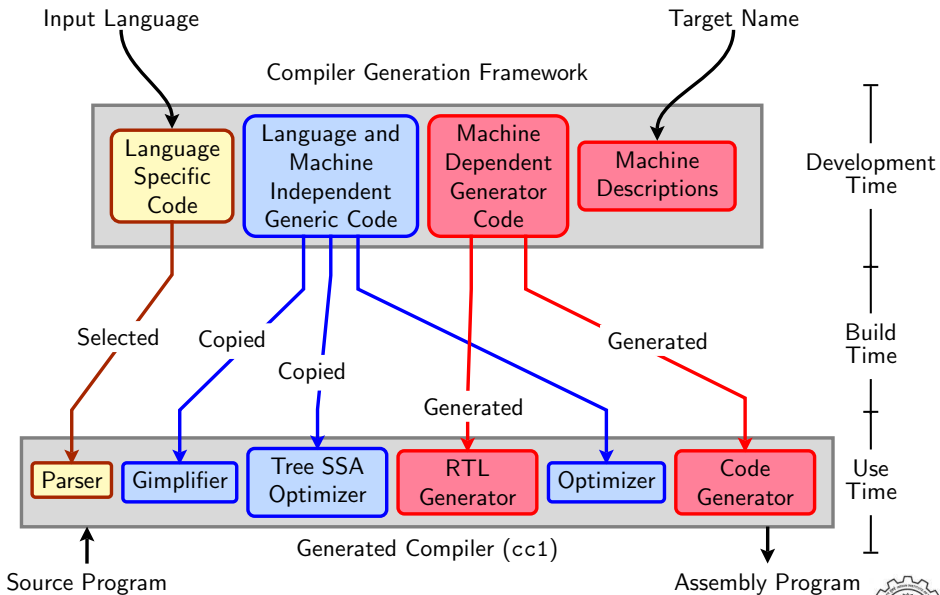 Input Language
Target Name
Compiler Generation Framework
Language
Specific
Code
Language and
Machine
Independent
Generic Code
Machine
Dependent
Generator
Code
Machine
Descriptions
Development
Time
Selected
Copied
Copied
Generated
Generated
Build
Time
Parser
Gimplifier
Tree SSA
Optimizer
RTL
Generator
Optimizer
Code
Generator
Use
Time
Generated Compiler (cc1)
Source Program
Assembly Program